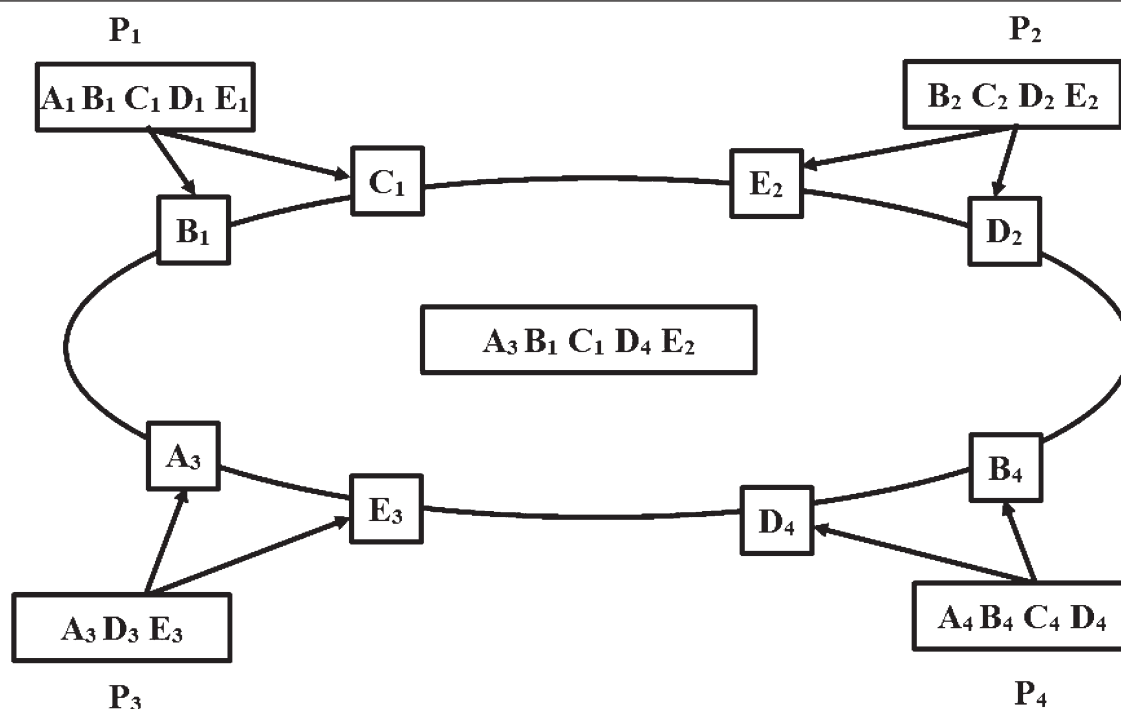 P₁
P₂
A₁ B₁ C₁ D₁ E₁
B₂ C₂ D₂ E₂
C₁
E₂
B₁
D₂
A₃ B₁ C₁ D₄ E₂
A₃
B₄
E₃
D₄
A₃ D₃ E₃
A₄ B₄ C₄ D₄
P₃
P₄